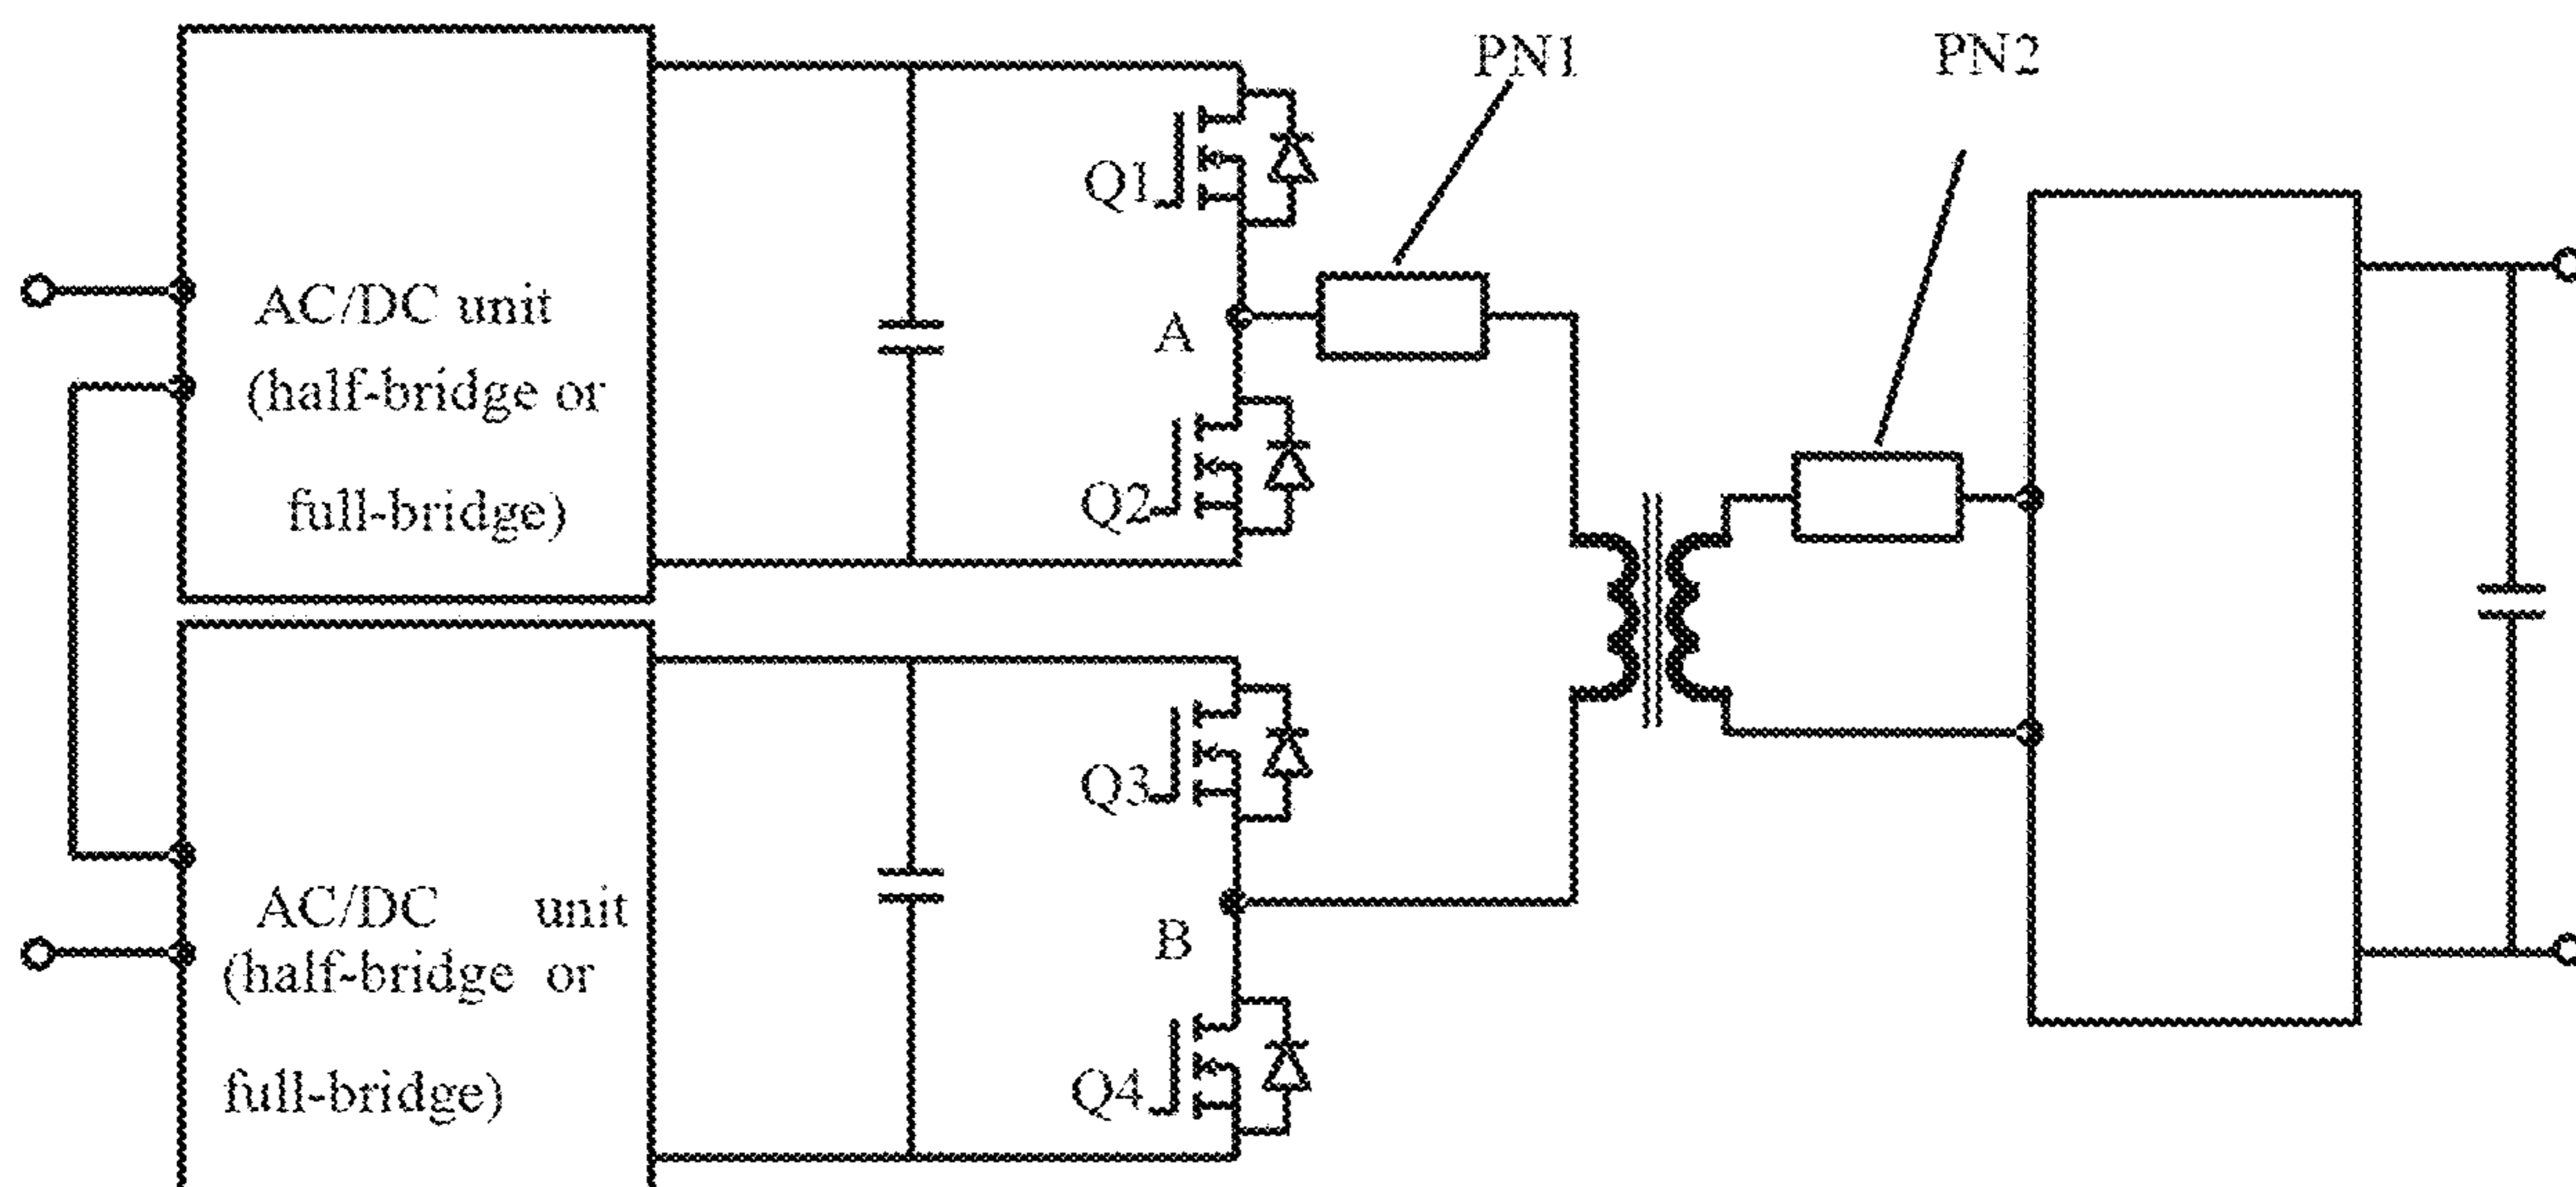 PN1
PN2
Q1
AC/DC unit
(half-bridge or
full-bridge)
A
Q2
Q3
AC/DC unit
(half-bridge or
full-bridge)
B
Q4